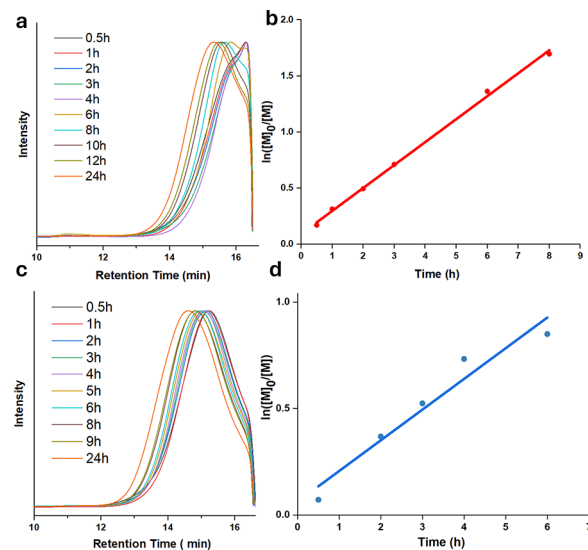 a
0.5h
1h
2h
3h
4h
6h
8h
10h
12h
24h
Intensity
10 12 14 16
Retention Time (min)
b
ln([M]0/[M])
2.0
1.5
1.0
0.5
0.0
0 1 2 3 4 5 6 7 8 9
Time (h)
c
0.5h
1h
2h
3h
4h
5h
6h
8h
9h
24h
Intensity
10 12 14 16
Retention Time ( min)
d
ln([M]0/[M])
1.0
0.5
0.0
0 1 2 3 4 5 6 7
Time (h)